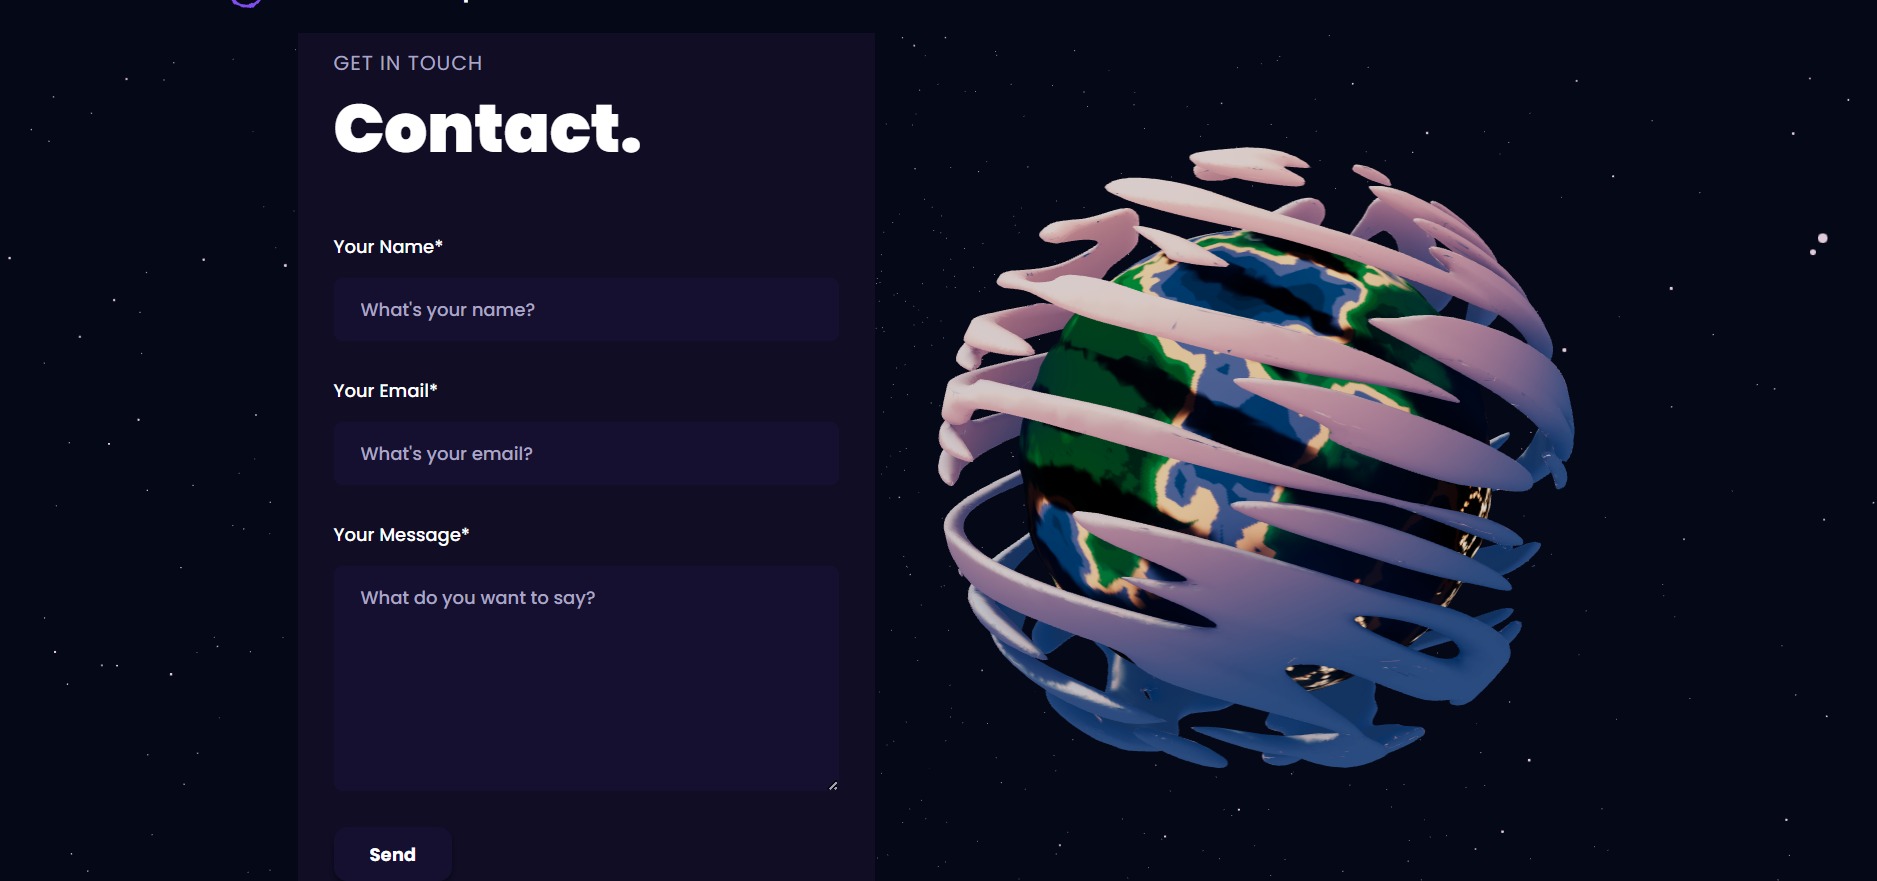 GET IN TOUCH
Contact.
Your Name*
What's your name?
Your Email*
What's your email?
Your Message*
What do you want to say?
Send